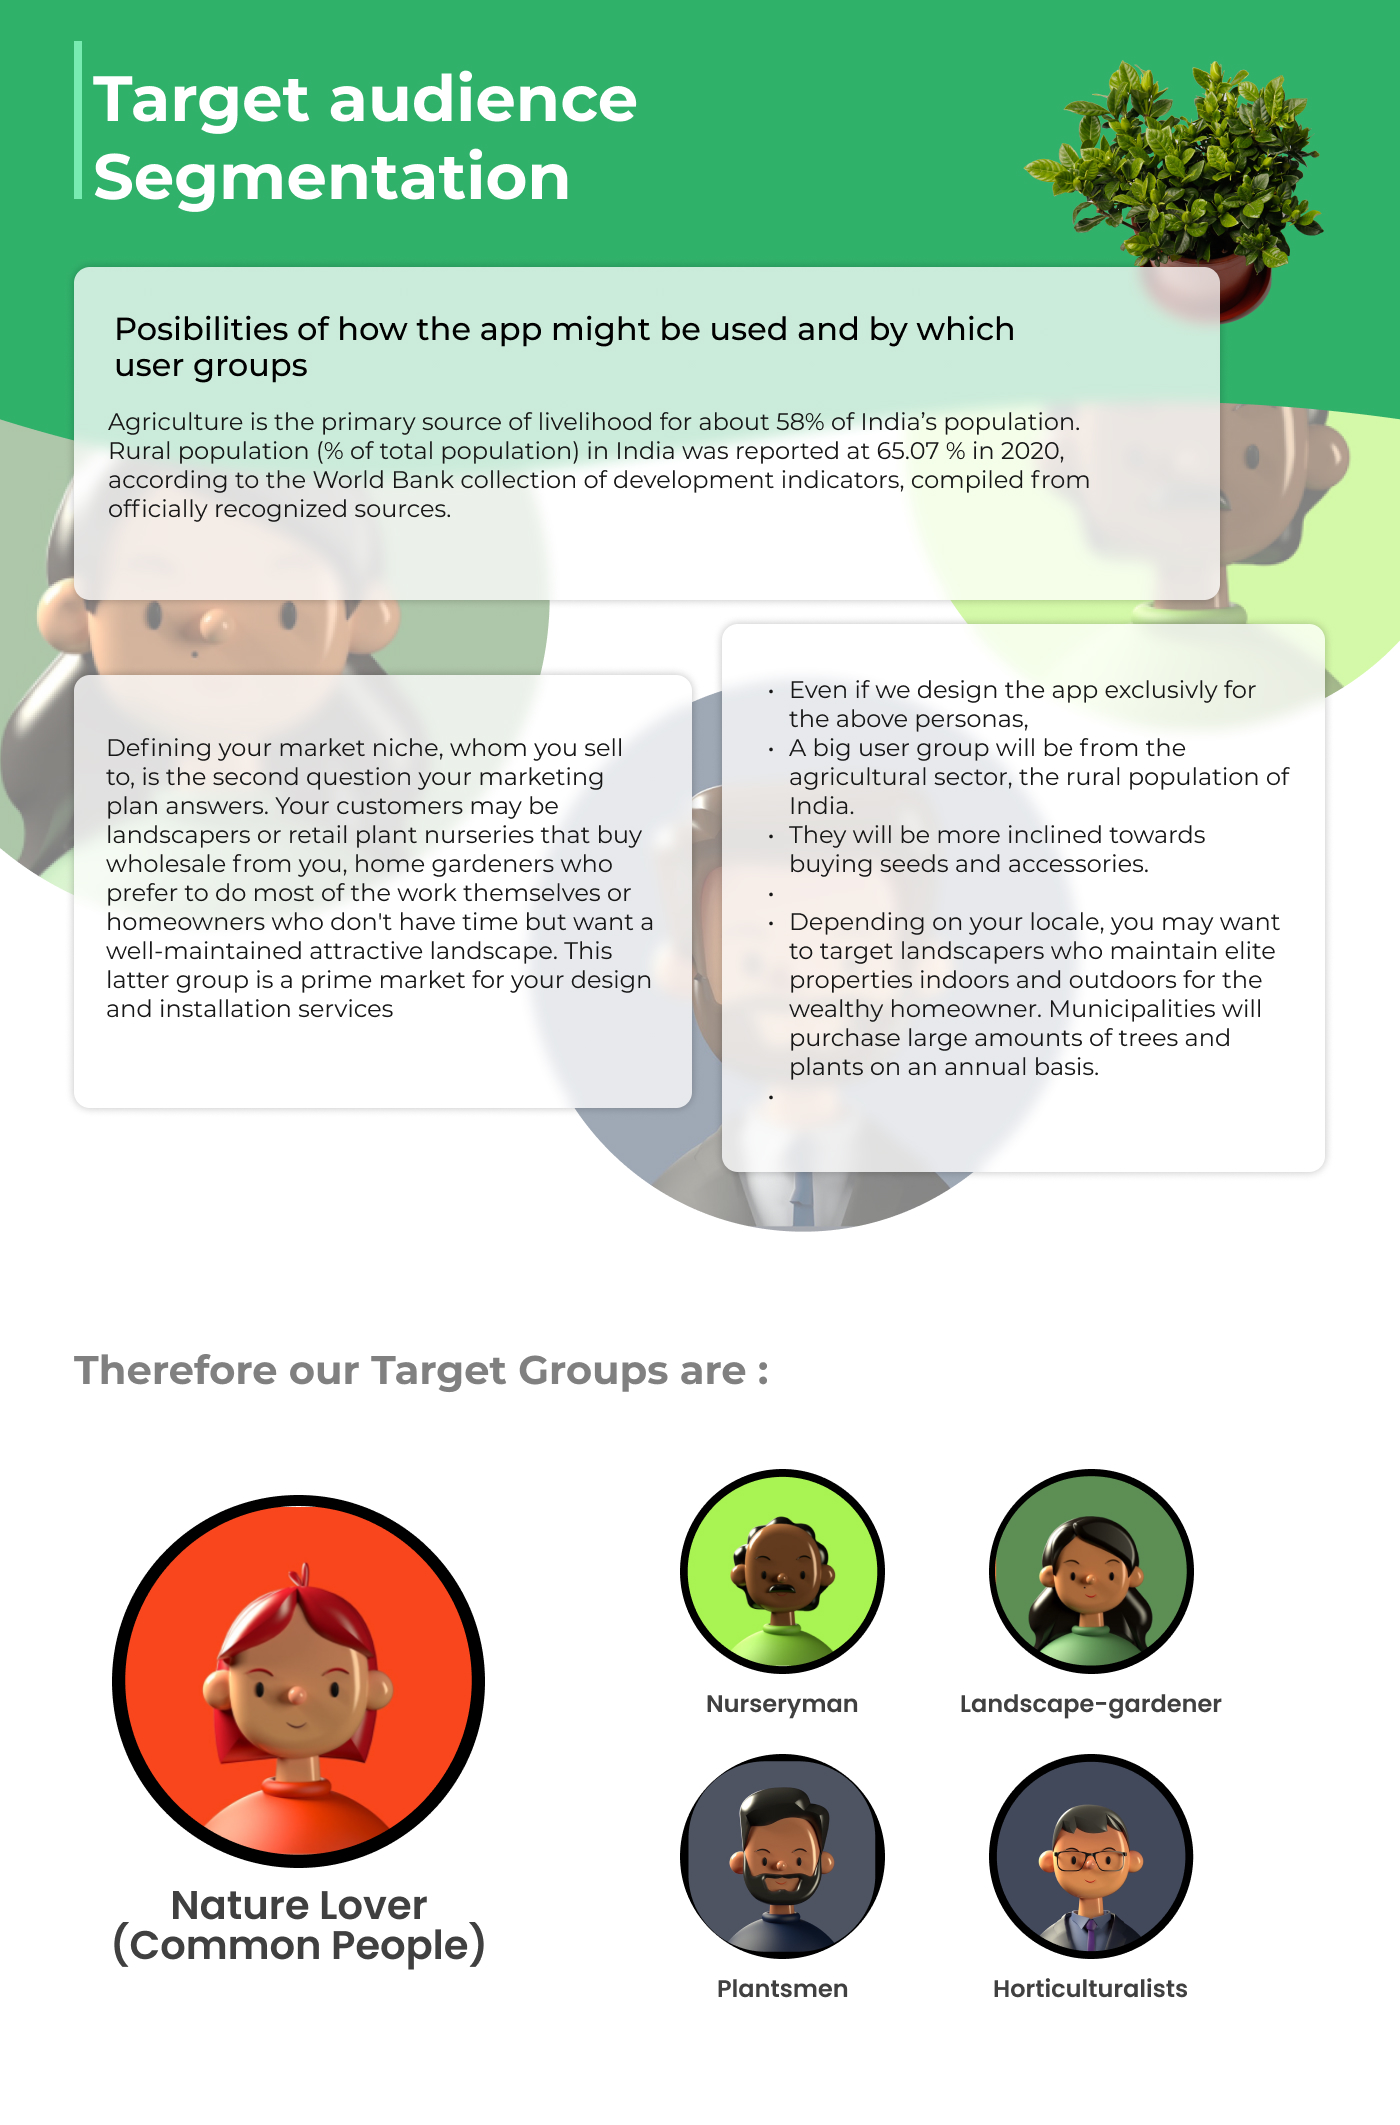 Target audience
Segmentation
Posibilities of how the app might be used and by which
user groups
Agriculture is the primary source of livelihood for about 58% of India’s population.
Rural population (% of total population) in India was reported at 65.07 % in 2020,
according to the World Bank collection of development indicators, compiled from
officially recognized sources.
Defining your market niche, whom you sell
to, is the second question your marketing
plan answers. Your customers may be
landscapers or retail plant nurseries that buy
wholesale from you, home gardeners who
prefer to do most of the work themselves or
homeowners who don't have time but want a
well-maintained attractive landscape. This
latter group is a prime market for your design
and installation services
• Even if we design the app exclusivly for
the above personas,
• A big user group will be from the
agricultural sector, the rural population of
India.
• They will be more inclined towards
buying seeds and accessories.
•
• Depending on your locale, you may want
to target landscapers who maintain elite
properties indoors and outdoors for the
wealthy homeowner. Municipalities will
purchase large amounts of trees and
plants on an annual basis.
•
Therefore our Target Groups are :
Nature Lover
(Common People)
Nurseryman
Landscape-gardener
Plantsmen
Horticulturalists